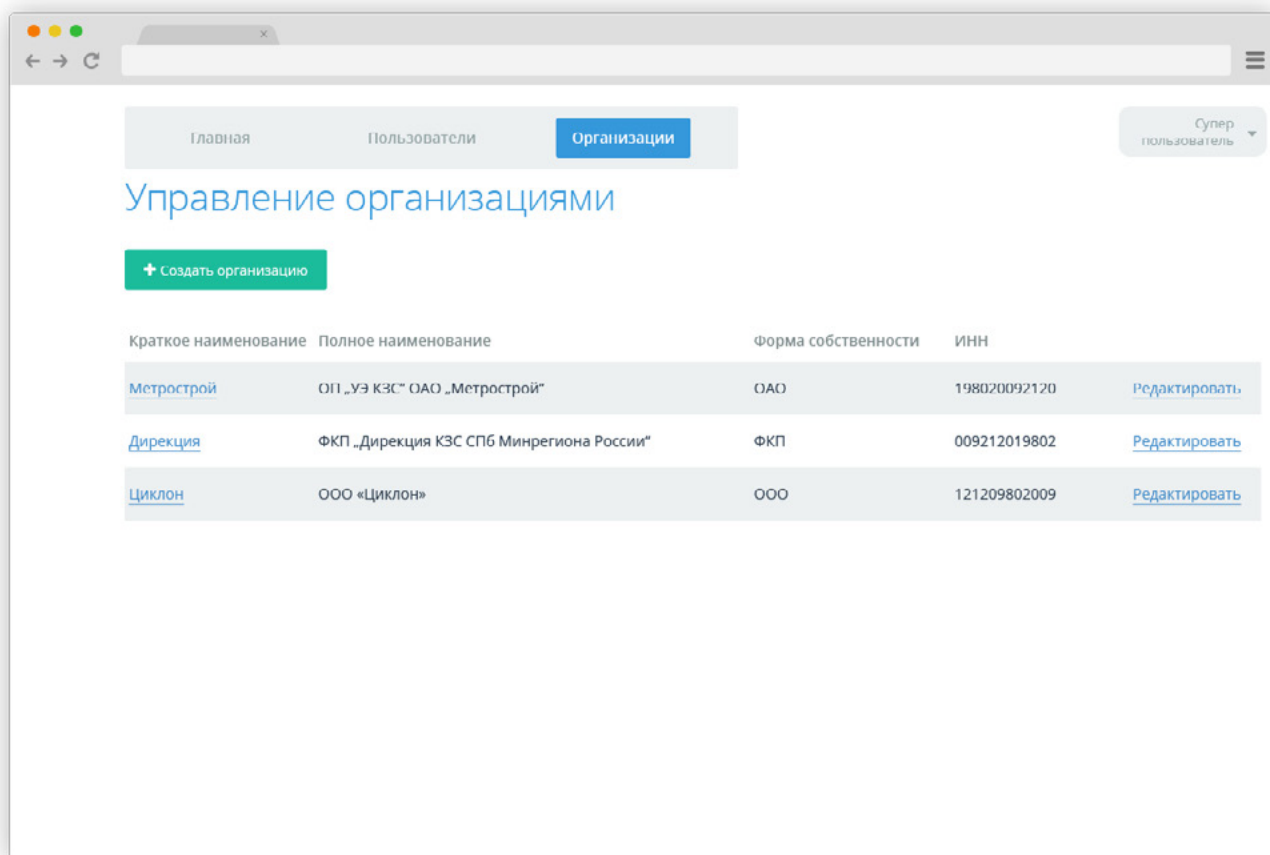 Главная Пользователи Организации
Супер
пользователь
Управление организациями
Создать организацию
Краткое наименование Полное наименование Форма собственности ИНН
Метрострой ОП „УЭ КЗС“ ОАО „Метрострой“ ОАО 198020092120 Редактировать
Дирекция ФКП „Дирекция КЗС СПб Минрегиона России“ ФКП 009212019802 Редактировать
Циклон ООО «Циклон» ООО 121209802009 Редактировать